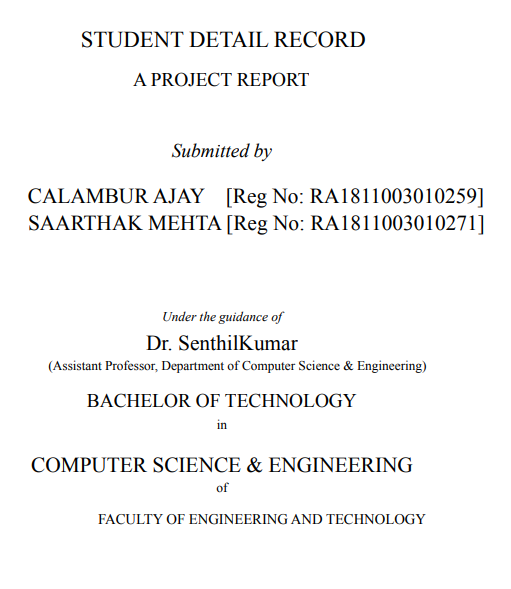 STUDENT DETAIL RECORD
A PROJECT REPORT
Submitted by
CALAMBUR AJAY [Reg No: RA1811003010259]
SAARTHAK MEHTA [Reg No: RA1811003010271]
Under the guidance of
Dr. SenthilKumar
(Assistant Professor, Department of Computer Science & Engineering)
BACHELOR OF TECHNOLOGY
in
COMPUTER SCIENCE & ENGINEERING
of
FACULTY OF ENGINEERING AND TECHNOLOGY